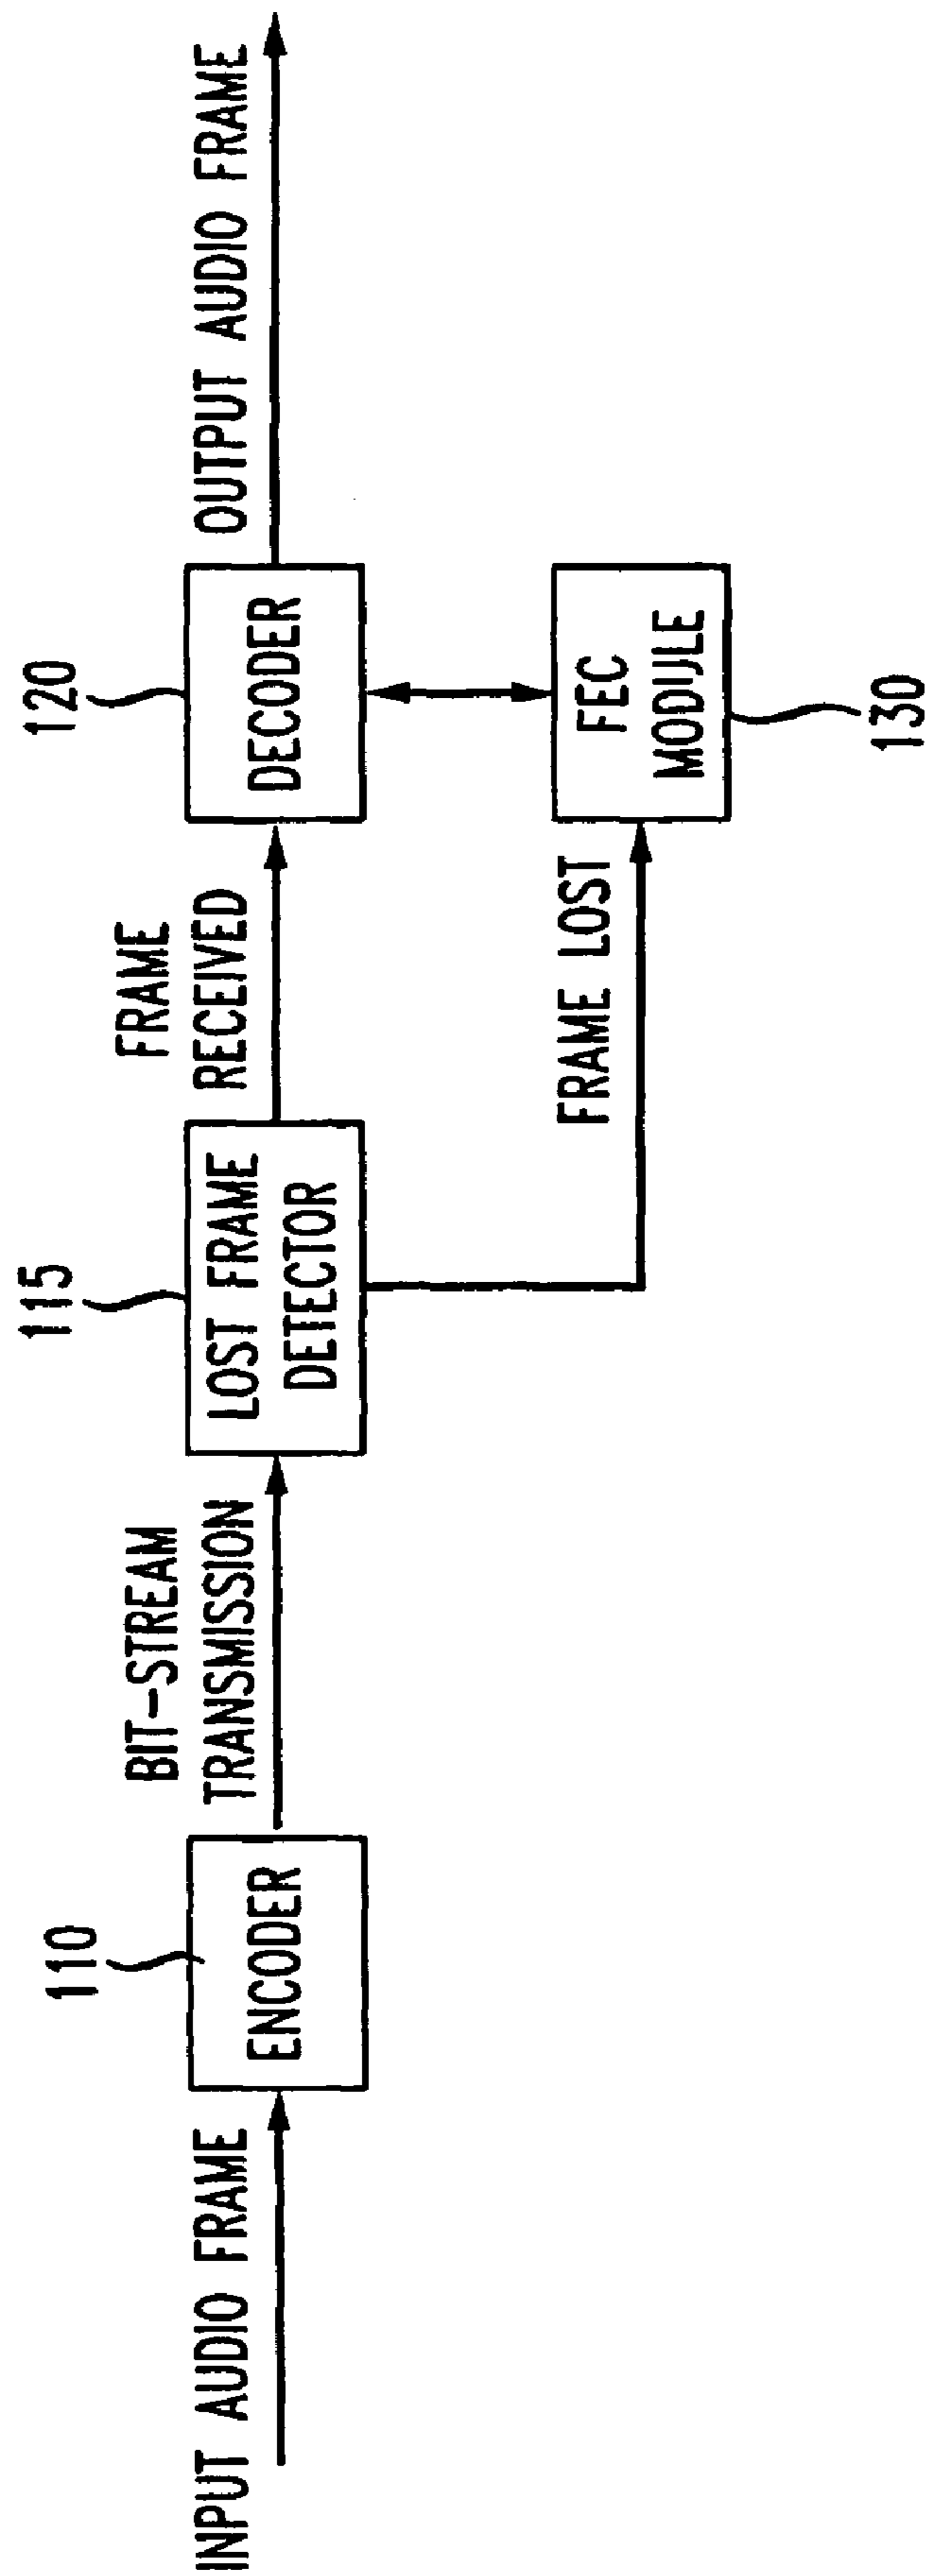 INPUT AUDIO FRAME
110
ENCODER
BIT-STREAM
TRANSMISSION
115
LOST FRAME
DETECTOR
FRAME
RECEIVED
FRAME LOST
120
DECODER
FEC
MODULE
130
OUTPUT AUDIO FRAME